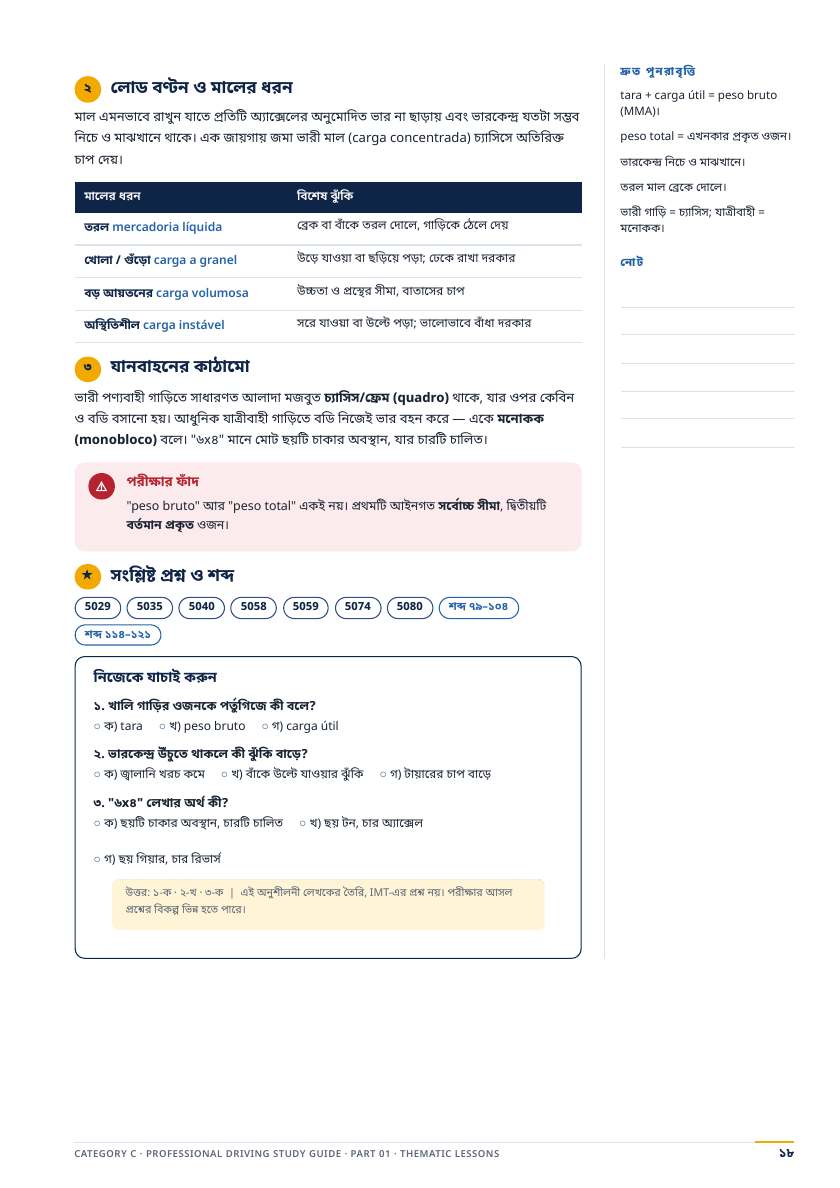 ২ লোড বণ্টন ও মালের ধরন
মাল এমনভাবে রাখুন যাতে প্রতিটি অ্যাক্সেলের অনুমোদিত ভার না ছাড়ায় এবং ভারকেন্দ্র যতটা সম্ভব
নিচে ও মাঝখানে থাকে। এক জায়গায় জমা ভারী মাল (carga concentrada) চ্যাসিসে অতিরিক্ত
চাপ দেয়।
মালের ধরন বিশেষ ঝুঁকি
তরল mercadoria líquida ব্রেক বা বাঁকে তরল দোলে, গাড়িকে ঠেলে দেয়
খোলা / গুঁড়ো carga a granel উড়ে যাওয়া বা ছড়িয়ে পড়া; ঢেকে রাখা দরকার
বড় আয়তনের carga volumosa উচ্চতা ও প্রস্থের সীমা, বাতাসের চাপ
অস্থিতিশীল carga instável সরে যাওয়া বা উল্টে পড়া; ভালোভাবে বাঁধা দরকার
৩ যানবাহনের কাঠামো
ভারী পণ্যবাহী গাড়িতে সাধারণত আলাদা মজবুত চ্যাসিস/ফ্রেম (quadro) থাকে, যার ওপর কেবিন
ও বডি বসানো হয়। আধুনিক যাত্রীবাহী গাড়িতে বডি নিজেই ভার বহন করে — একে মনোকক
(monobloco) বলে। "৬x৪" মানে মোট ছয়টি চাকার অবস্থান, যার চারটি চালিত।
⚠ পরীক্ষার ফাঁদ
"peso bruto" আর "peso total" একই নয়। প্রথমটি আইনগত সর্বোচ্চ সীমা, দ্বিতীয়টি
বর্তমান প্রকৃত ওজন।
★ সংশ্লিষ্ট প্রশ্ন ও শব্দ
5029 5035 5040 5058 5059 5074 5080 শব্দ ৭৯–১০৪
শব্দ ১১৪–১২১
নিজেকে যাচাই করুন
১. খালি গাড়ির ওজনকে পর্তুগিজে কী বলে?
○ ক) tara ○ খ) peso bruto ○ গ) carga útil
২. ভারকেন্দ্র উঁচুতে থাকলে কী ঝুঁকি বাড়ে?
○ ক) জ্বালানি খরচ কমে ○ খ) বাঁকে উল্টে যাওয়ার ঝুঁকি ○ গ) টায়ারের চাপ বাড়ে
৩. "৬x৪" লেখার অর্থ কী?
○ ক) ছয়টি চাকার অবস্থান, চারটি চালিত ○ খ) ছয় টন, চার অ্যাক্সেল
○ গ) ছয় গিয়ার, চার রিভার্স
উত্তর: ১-ক · ২-খ · ৩-ক | এই অনুশীলনী লেখকের তৈরি, IMT-এর প্রশ্ন নয়। পরীক্ষার আসল
প্রশ্নের বিকল্প ভিন্ন হতে পারে।
দ্রুত পুনরাবৃত্তি
tara + carga útil = peso bruto
(MMA)।
peso total = এখনকার প্রকৃত ওজন।
ভারকেন্দ্র নিচে ও মাঝখানে।
তরল মাল ব্রেকে দোলে।
ভারী গাড়ি = চ্যাসিস; যাত্রীবাহী =
মনোকক।
নোট
CATEGORY C · PROFESSIONAL DRIVING STUDY GUIDE · PART 01 · THEMATIC LESSONS ১৮